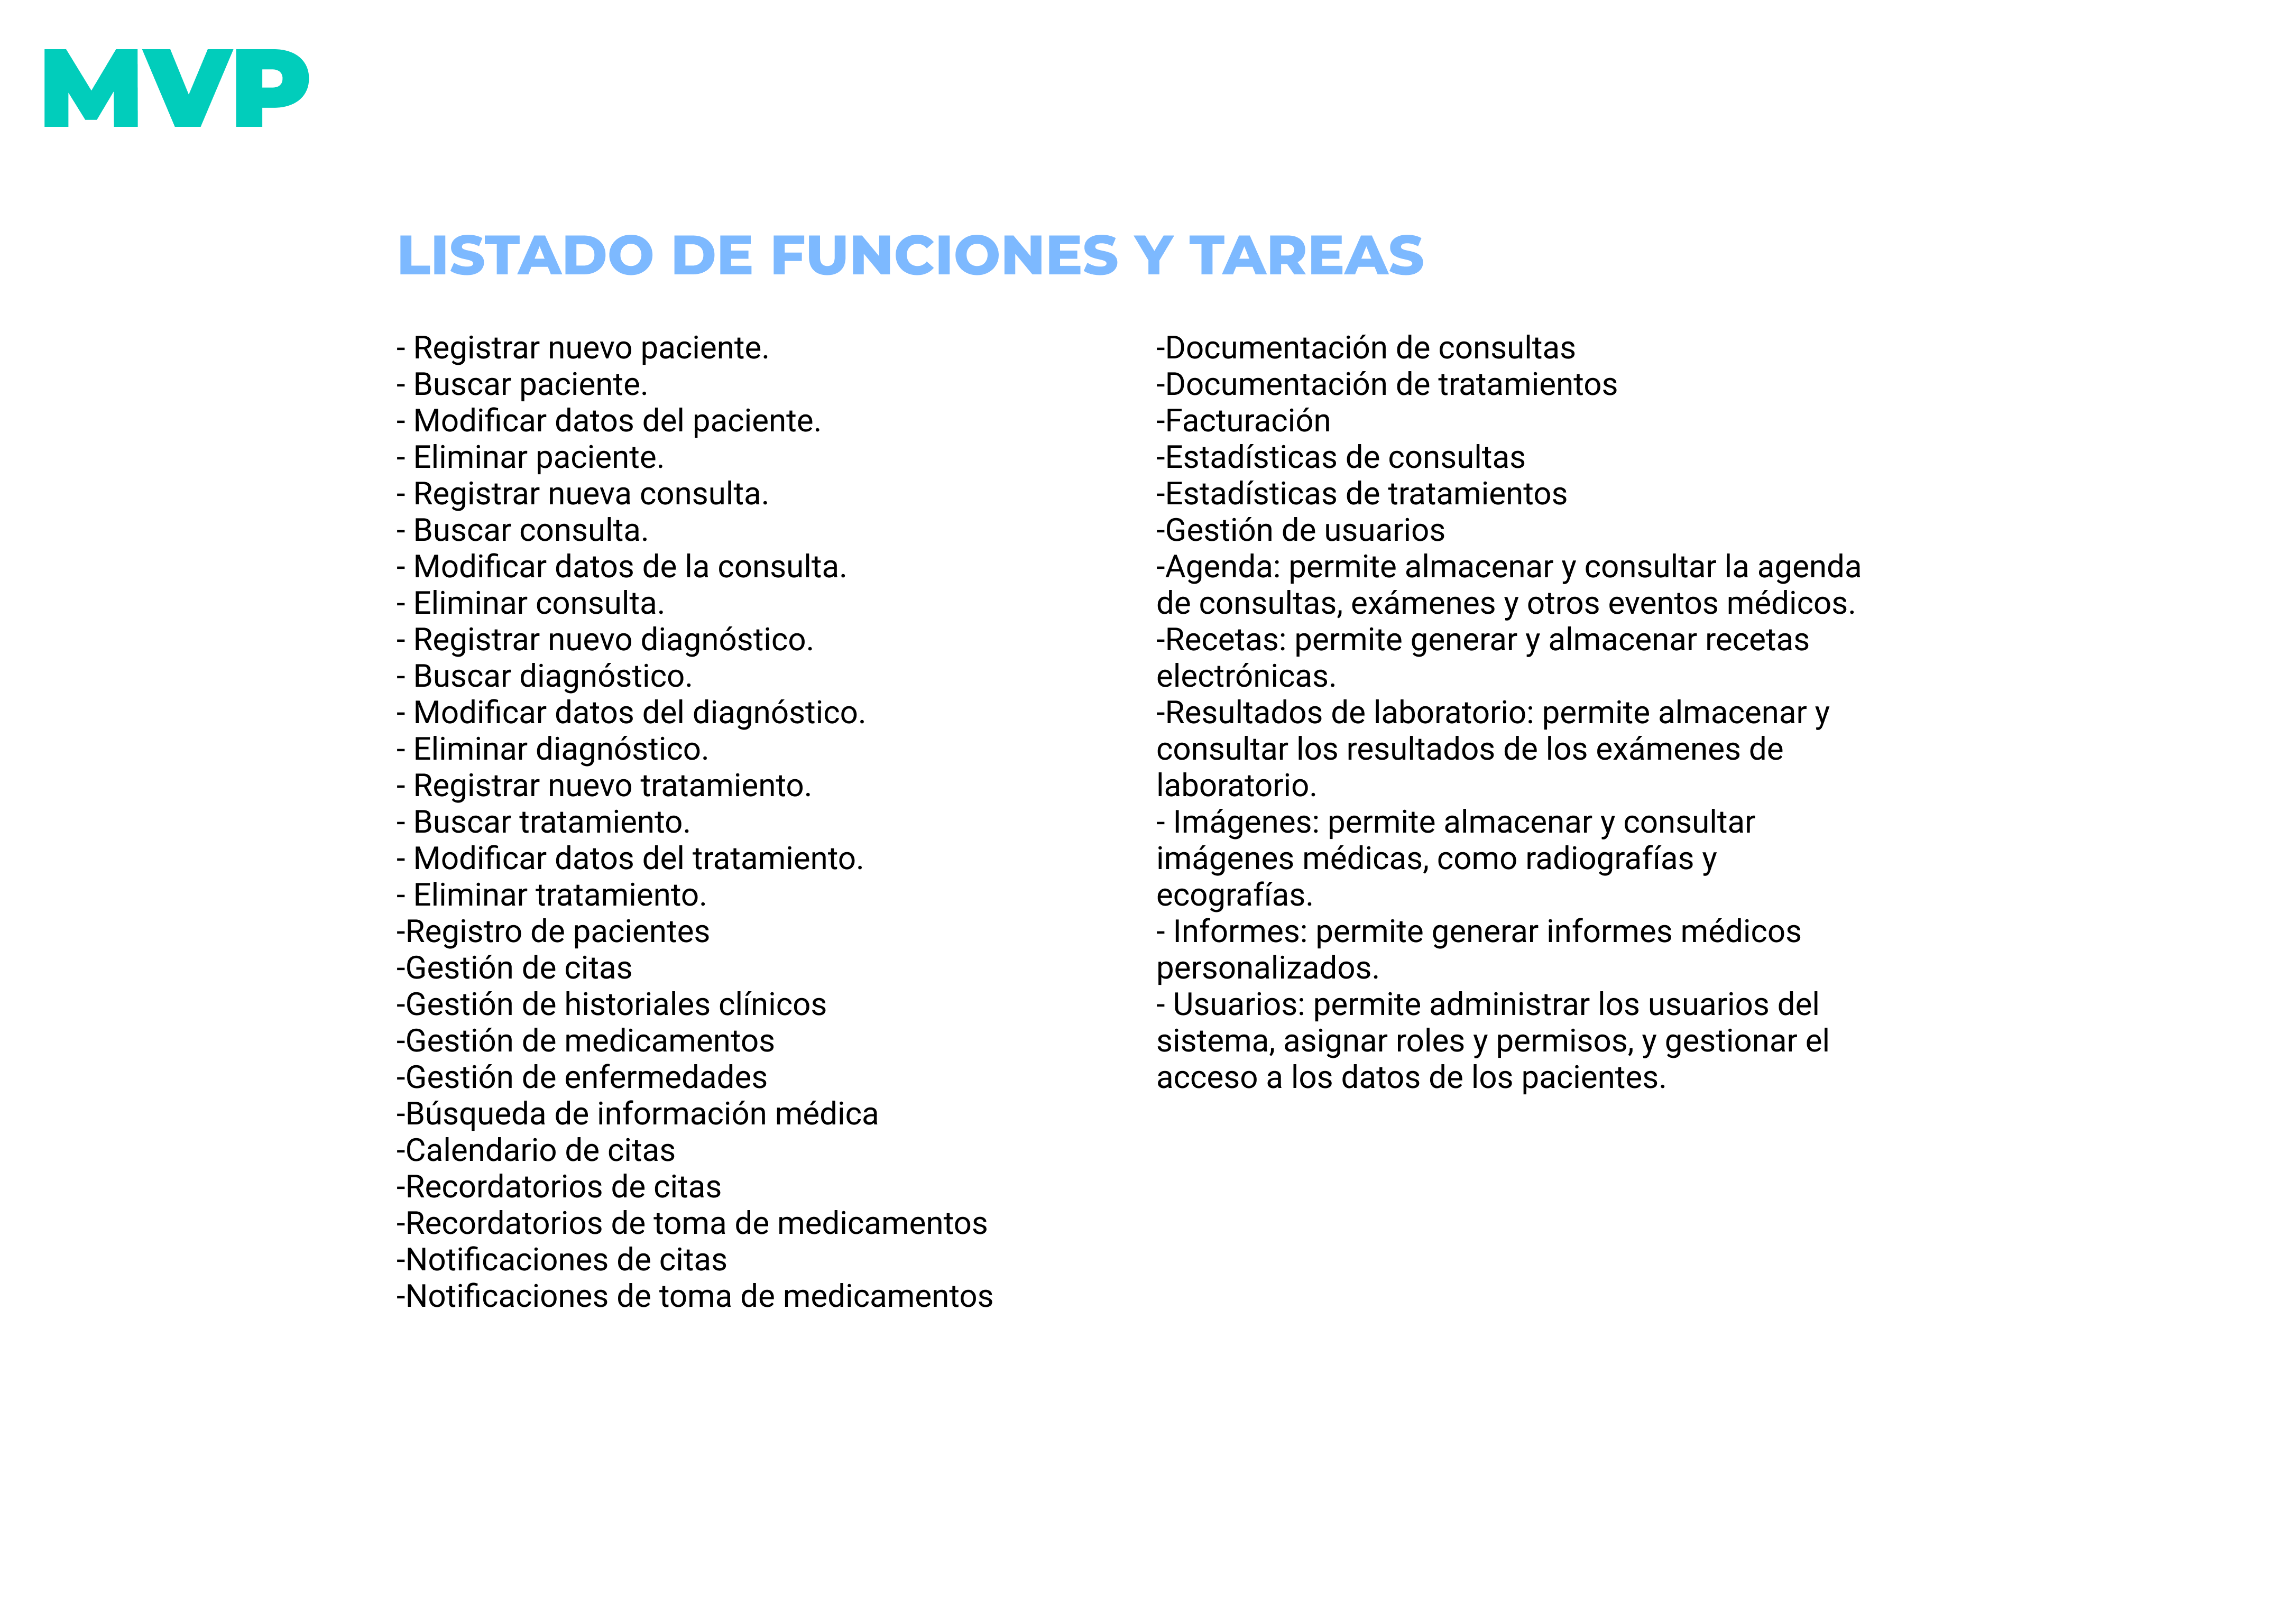 MVP
LISTADO DE FUNCIONES Y TAREAS
- Registrar nuevo paciente.
- Buscar paciente.
- Modificar datos del paciente.
- Eliminar paciente.
- Registrar nueva consulta.
- Buscar consulta.
- Modificar datos de la consulta.
- Eliminar consulta.
- Registrar nuevo diagnóstico.
- Buscar diagnóstico.
- Modificar datos del diagnóstico.
- Eliminar diagnóstico.
- Registrar nuevo tratamiento.
- Buscar tratamiento.
- Modificar datos del tratamiento.
- Eliminar tratamiento.
-Registro de pacientes
-Gestión de citas
-Gestión de historiales clínicos
-Gestión de medicamentos
-Gestión de enfermedades
-Búsqueda de información médica
-Calendario de citas
-Recordatorios de citas
-Recordatorios de toma de medicamentos
-Notificaciones de citas
-Notificaciones de toma de medicamentos
-Documentación de consultas
-Documentación de tratamientos
-Facturación
-Estadísticas de consultas
-Estadísticas de tratamientos
-Gestión de usuarios
-Agenda: permite almacenar y consultar la agenda
de consultas, exámenes y otros eventos médicos.
-Recetas: permite generar y almacenar recetas
electrónicas.
-Resultados de laboratorio: permite almacenar y
consultar los resultados de los exámenes de
laboratorio.
- Imágenes: permite almacenar y consultar
imágenes médicas, como radiografías y
ecografías.
- Informes: permite generar informes médicos
personalizados.
- Usuarios: permite administrar los usuarios del
sistema, asignar roles y permisos, y gestionar el
acceso a los datos de los pacientes.